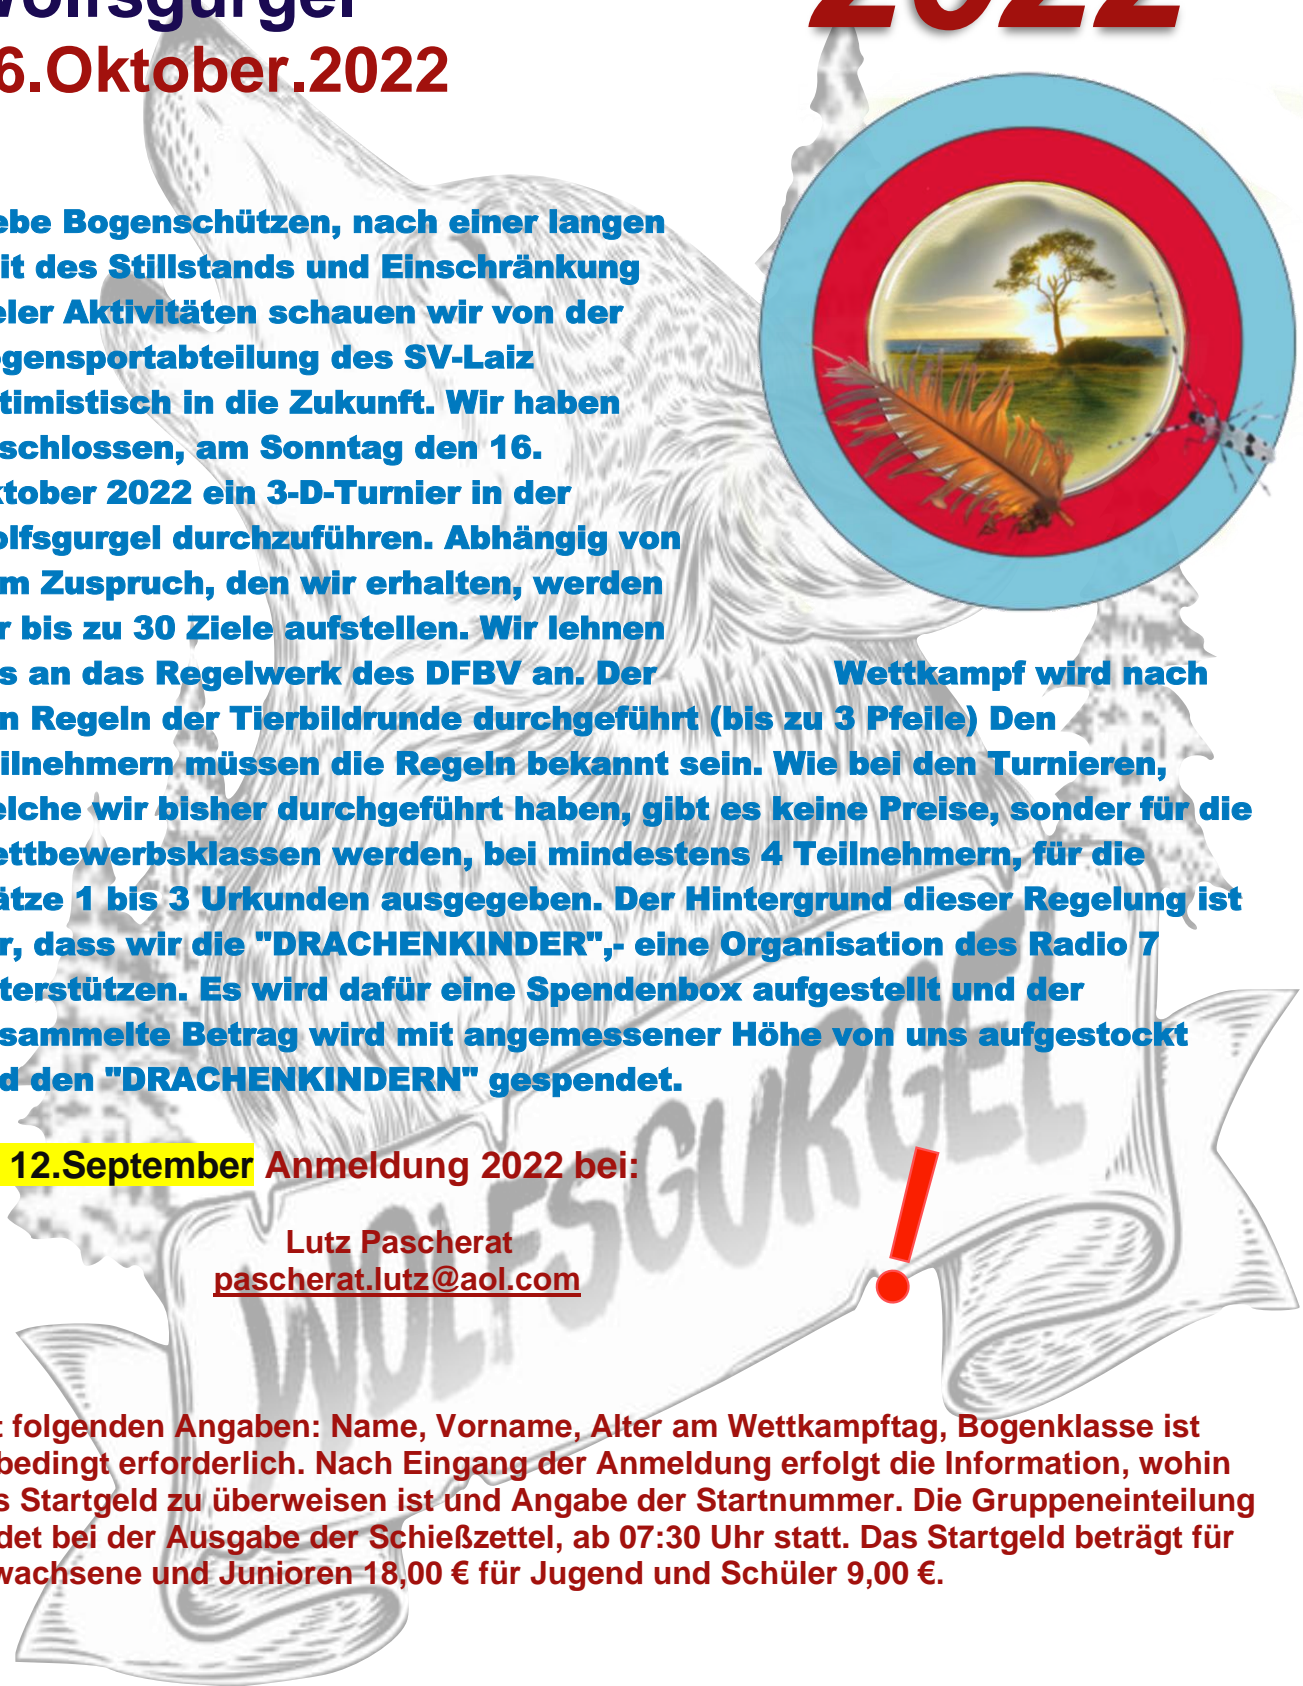 Wolfsgurgel
2022
6.Oktober.2022
ebe Bogenschützen, nach einer langen
it des Stillstands und Einschränkung
eler Aktivitäten schauen wir von der
gensportabteilung des SV-Laiz
timistisch in die Zukunft. Wir haben
schlossen, am Sonntag den 16.
ktober 2022 ein 3-D-Turnier in der
olfsgurgel durchzuführen. Abhängig von
m Zuspruch, den wir erhalten, werden
r bis zu 30 Ziele aufstellen. Wir lehnen
s an das Regelwerk des DFBV an. Der Wettkampf wird nach
n Regeln der Tierbildrunde durchgeführt (bis zu 3 Pfeile) Den
ilnehmern müssen die Regeln bekannt sein. Wie bei den Turnieren,
elche wir bisher durchgeführt haben, gibt es keine Preise, sonder für die
ettbewerbsklassen werden, bei mindestens 4 Teilnehmern, für die
ätze 1 bis 3 Urkunden ausgegeben. Der Hintergrund dieser Regelung ist
r, dass wir die "DRACHENKINDER",- eine Organisation des Radio 7
terstützen. Es wird dafür eine Spendenbox aufgestellt und der
sammelte Betrag wird mit angemessener Höhe von uns aufgestockt
d den "DRACHENKINDERN" gespendet.
12.September Anmeldung 2022 bei:
Lutz Pascherat
pascherat.lutz@aol.com
!
WOLFSGURGEL
t folgenden Angaben: Name, Vorname, Alter am Wettkampftag, Bogenklasse ist
bedingt erforderlich. Nach Eingang der Anmeldung erfolgt die Information, wohin
s Startgeld zu überweisen ist und Angabe der Startnummer. Die Gruppeneinteilung
det bei der Ausgabe der Schießzettel, ab 07:30 Uhr statt. Das Startgeld beträgt für
wachsene und Junioren 18,00 € für Jugend und Schüler 9,00 €.